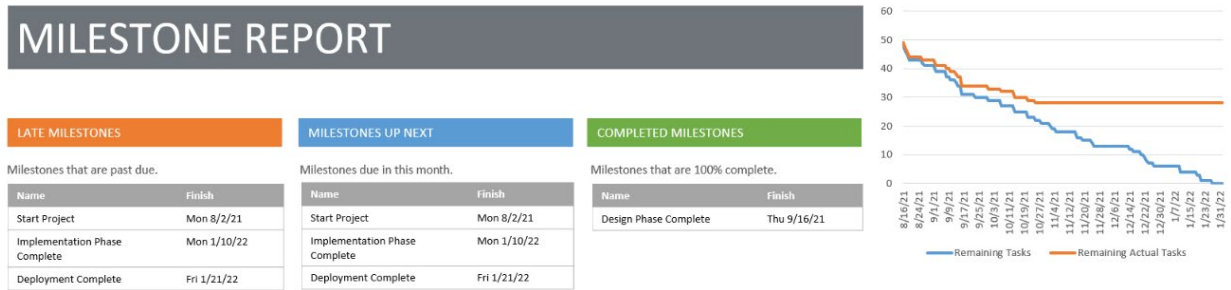 MILESTONE REPORT
LATE MILESTONES
Milestones that are past due.
Name Finish
Start Project Mon 8/2/21
Implementation Phase Mon 1/10/22
Complete
Deployment Complete Fri 1/21/22
MILESTONES UP NEXT
Milestones due in this month.
Name Finish
Start Project Mon 8/2/21
Implementation Phase Mon 1/10/22
Complete
Deployment Complete Fri 1/21/22
COMPLETED MILESTONES
Milestones that are 100% complete.
Name Finish
Design Phase Complete Thu 9/16/21
60
50
40
30
20
10
0
8/16/21
8/24/21
9/1/21
9/9/21
9/17/21
9/25/21
10/3/21
10/11/21
10/19/21
10/27/21
11/4/21
11/12/21
11/20/21
11/28/21
12/6/21
12/14/21
12/22/21
12/30/21
1/7/22
1/15/22
1/23/22
1/31/22
Remaining Tasks Remaining Actual Tasks